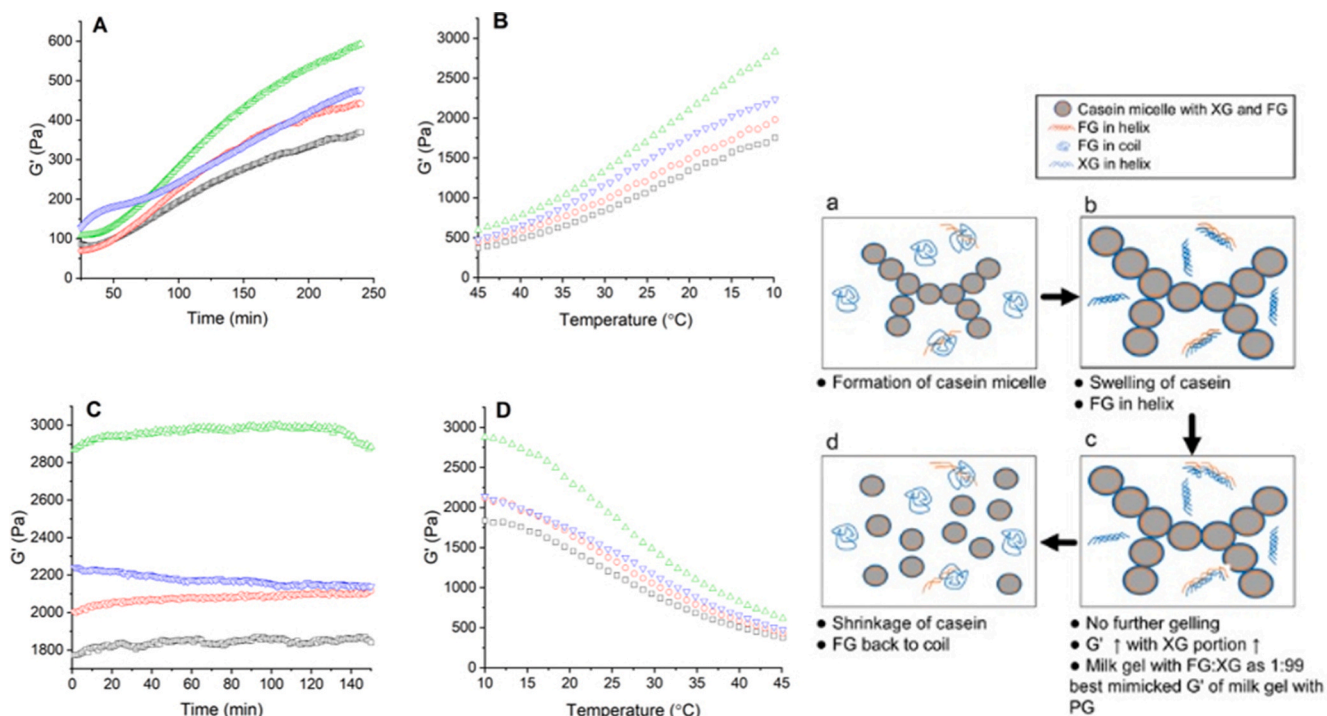 A
G' (Pa)
600
500
400
300
200
100
0
50
100
150
200
250
Time (min)
B
G' (Pa)
3000
2500
2000
1500
1000
500
0
45
40
35
30
25
20
15
10
Temperature (°C)
C
G' (Pa)
3000
2800
2600
2400
2200
2000
1800
0
20
40
60
80
100
120
140
Time (min)
D
G' (Pa)
3000
2500
2000
1500
1000
500
0
10
15
20
25
30
35
40
45
Temperature (°C)
Casein micelle with XG and FG
FG in helix
FG in coil
XG in helix
a
● Formation of casein micelle
b
● Swelling of casein
● FG in helix
c
● No further gelling
● G' ↑ with XG portion ↑
● Milk gel with FG:XG as 1:99
best mimicked G' of milk gel with
PG
d
● Shrinkage of casein
● FG back to coil